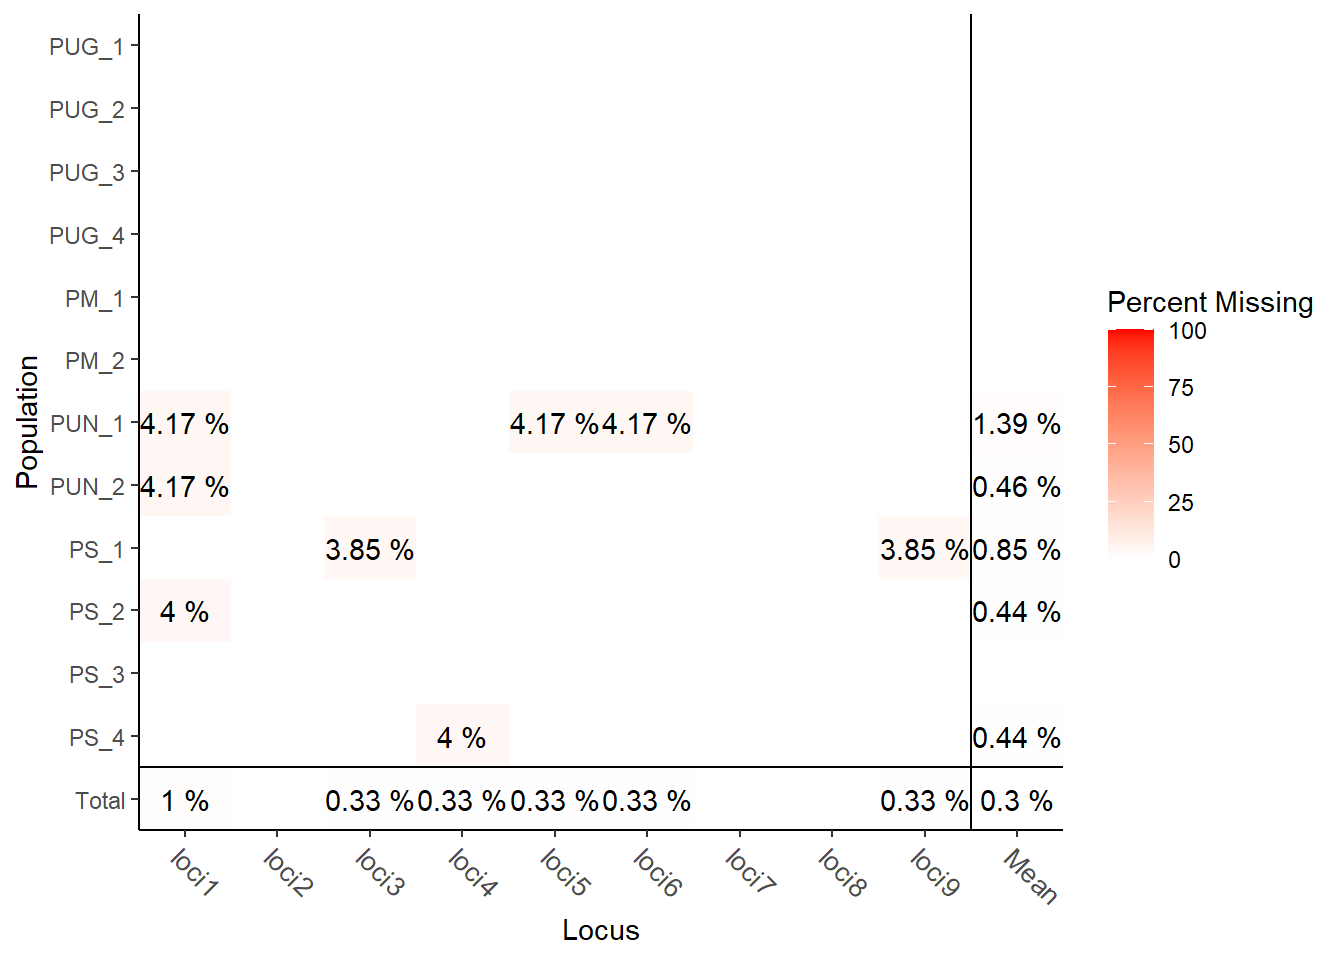 PUG_1
PUG_2
PUG_3
PUG_4
PM_1
PM_2
PUN_1 4.17 % 4.17 % 4.17 % 1.39 %
PUN_2 4.17 % 0.46 %
PS_1 3.85 % 3.85 % 0.85 %
PS_2 4 % 0.44 %
PS_3
PS_4 4 % 0.44 %
Total 1 % 0.33 % 0.33 % 0.33 % 0.33 % 0.33 % 0.3 %
loci1 loci2 loci3 loci4 loci5 loci6 loci7 loci8 loci9 Mean
Locus
Population
Percent Missing
100
75
50
25
0